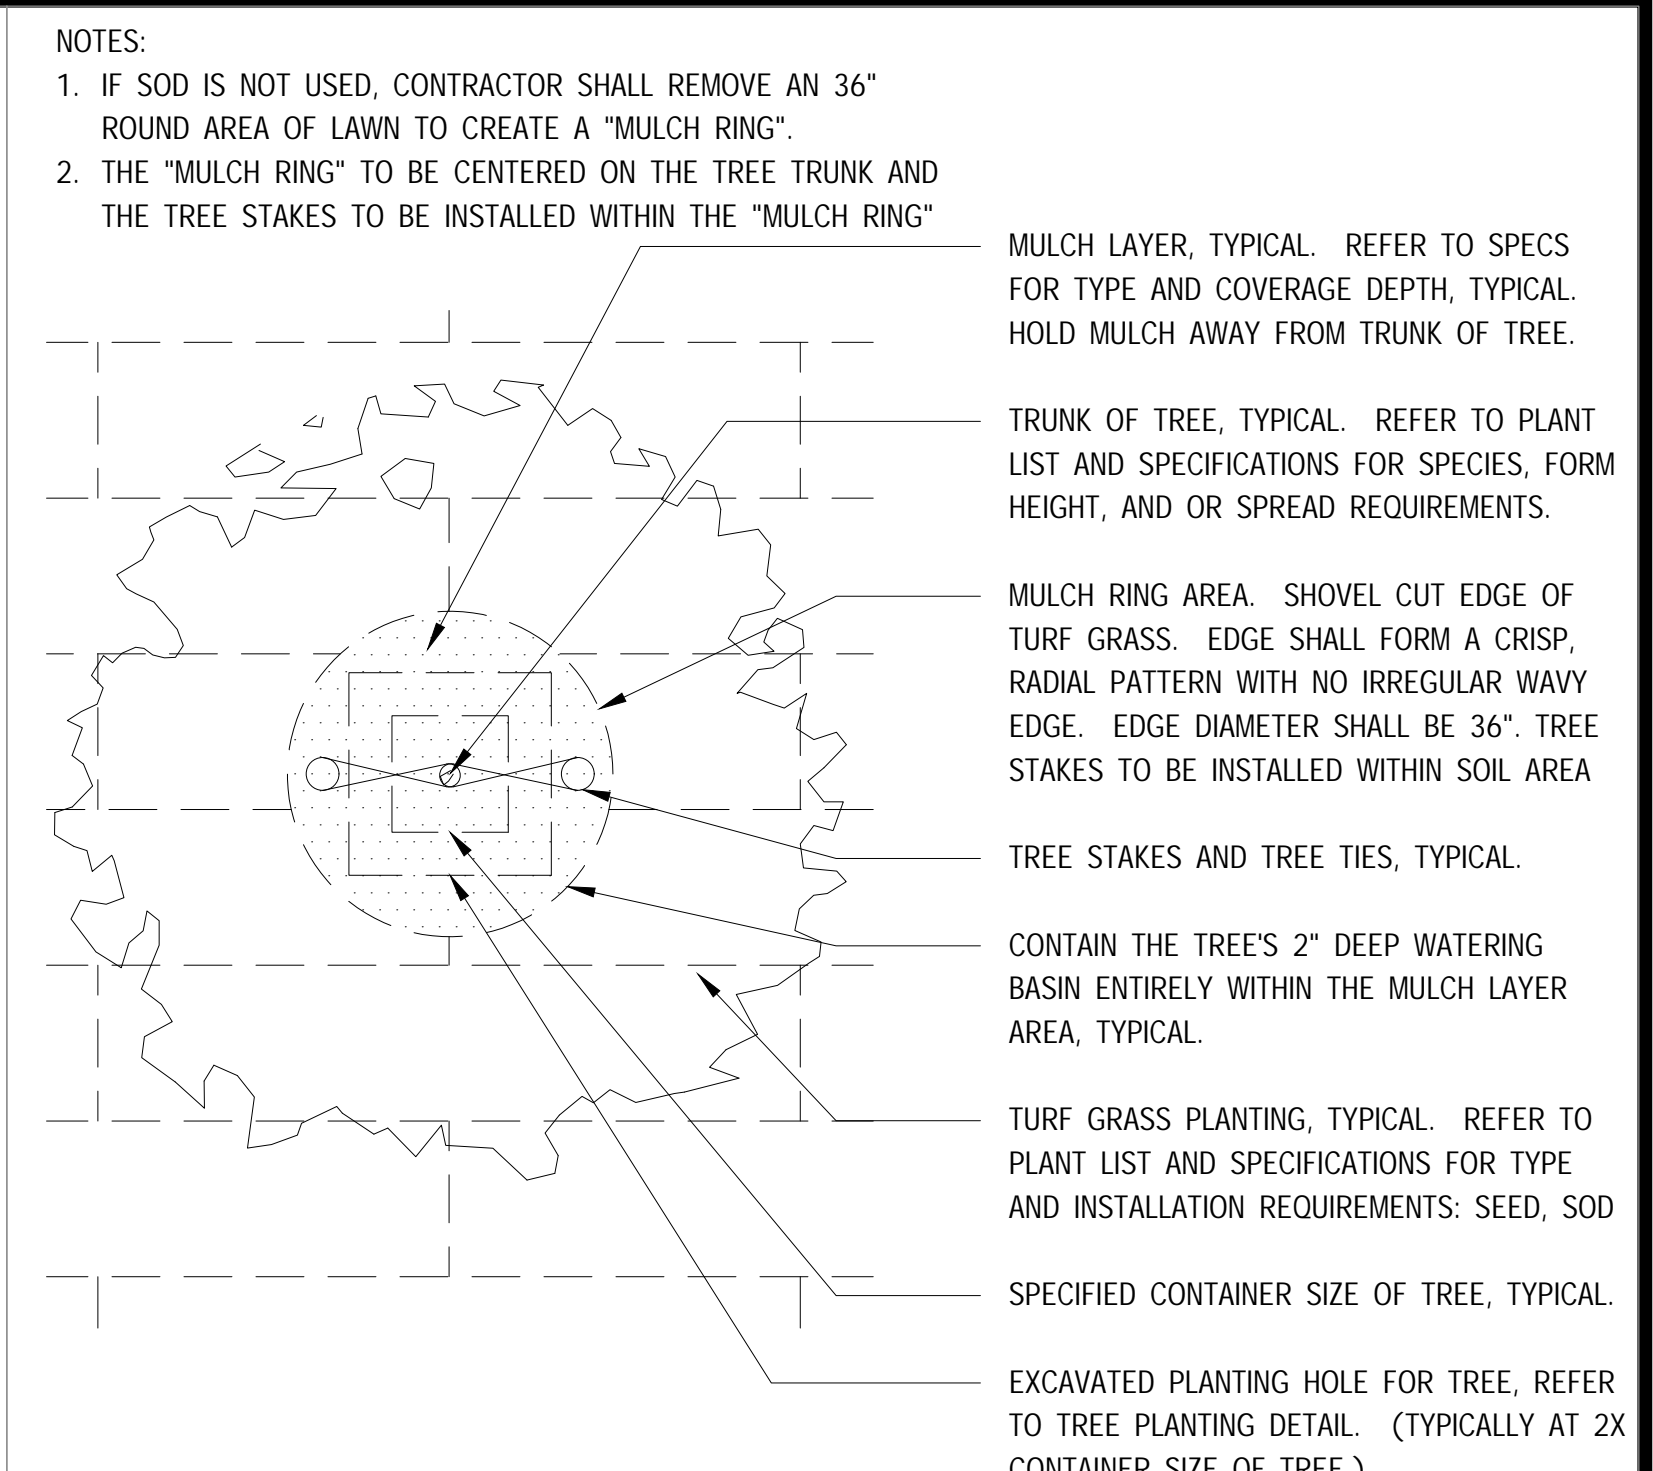 NOTES:
1. IF SOD IS NOT USED, CONTRACTOR SHALL REMOVE AN 36"
ROUND AREA OF LAWN TO CREATE A "MULCH RING".
2. THE "MULCH RING" TO BE CENTERED ON THE TREE TRUNK AND
THE TREE STAKES TO BE INSTALLED WITHIN THE "MULCH RING"
MULCH LAYER, TYPICAL. REFER TO SPECS
FOR TYPE AND COVERAGE DEPTH, TYPICAL.
HOLD MULCH AWAY FROM TRUNK OF TREE.
TRUNK OF TREE, TYPICAL. REFER TO PLANT
LIST AND SPECIFICATIONS FOR SPECIES, FORM
HEIGHT, AND OR SPREAD REQUIREMENTS.
MULCH RING AREA. SHOVEL CUT EDGE OF
TURF GRASS. EDGE SHALL FORM A CRISP,
RADIAL PATTERN WITH NO IRREGULAR WAVY
EDGE. EDGE DIAMETER SHALL BE 36". TREE
STAKES TO BE INSTALLED WITHIN SOIL AREA
TREE STAKES AND TREE TIES, TYPICAL.
CONTAIN THE TREE'S 2" DEEP WATERING
BASIN ENTIRELY WITHIN THE MULCH LAYER
AREA, TYPICAL.
TURF GRASS PLANTING, TYPICAL. REFER TO
PLANT LIST AND SPECIFICATIONS FOR TYPE
AND INSTALLATION REQUIREMENTS: SEED, SOD
SPECIFIED CONTAINER SIZE OF TREE, TYPICAL.
EXCAVATED PLANTING HOLE FOR TREE, REFER
TO TREE PLANTING DETAIL. (TYPICALLY AT 2X
CONTAINER SIZE OF TREE.)